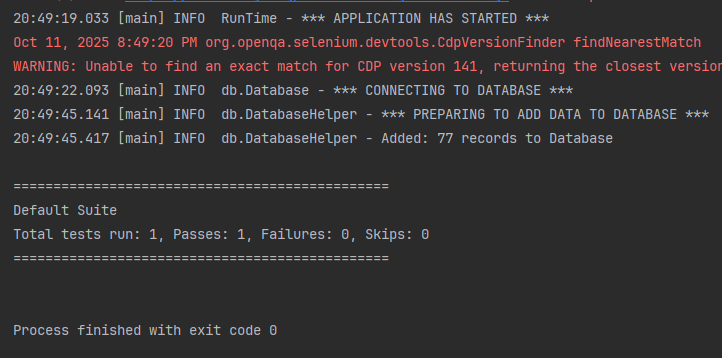 20:49:19.033 [main] INFO  RunTime - *** APPLICATION HAS STARTED ***
Oct 11, 2025 8:49:20 PM org.openqa.selenium.devtools.CdpVersionFinder findNearestMatch
WARNING: Unable to find an exact match for CDP version 141, returning the closest version
20:49:22.093 [main] INFO  db.Database - *** CONNECTING TO DATABASE ***
20:49:45.141 [main] INFO  db.DatabaseHelper - *** PREPARING TO ADD DATA TO DATABASE ***
20:49:45.417 [main] INFO  db.DatabaseHelper - Added: 77 records to Database
===============================================
Default Suite
Total tests run: 1, Passes: 1, Failures: 0, Skips: 0
===============================================
Process finished with exit code 0